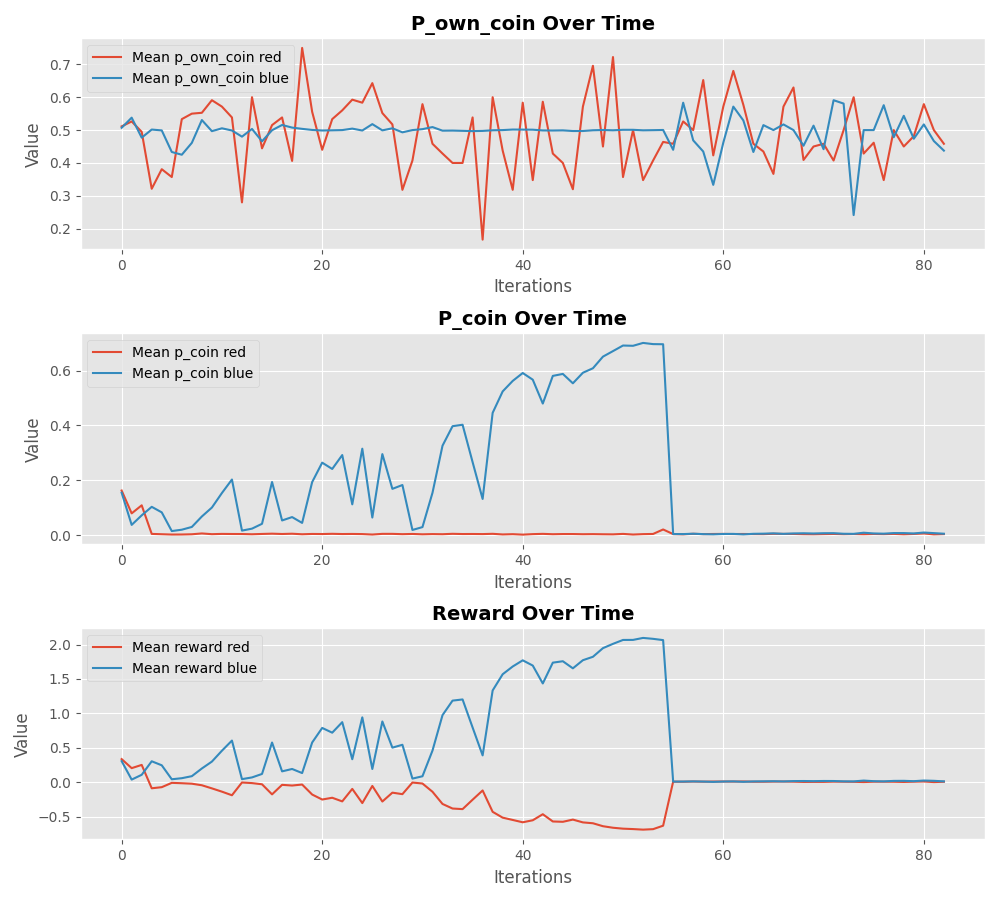 P_own_coin Over Time
Mean p_own_coin red
Mean p_own_coin blue
Value
0.7
0.6
0.5
0.4
0.3
0.2
0 20 40 60 80
Iterations
P_coin Over Time
Mean p_coin red
Mean p_coin blue
Value
0.6
0.4
0.2
0.0
0 20 40 60 80
Iterations
Reward Over Time
Mean reward red
Mean reward blue
Value
2.0
1.5
1.0
0.5
0.0
−0.5
0 20 40 60 80
Iterations